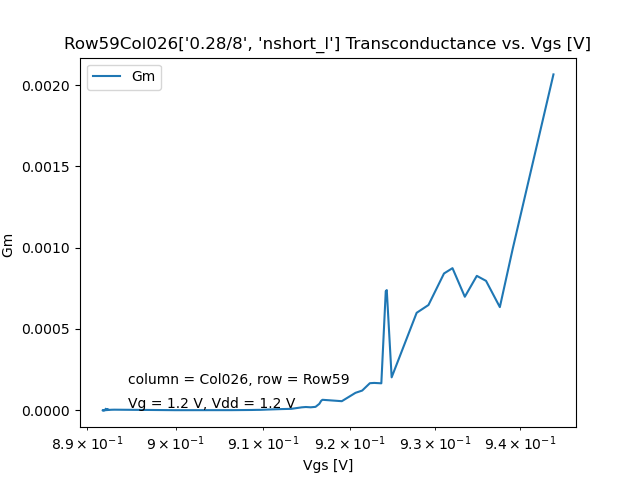 Row59Col026['0.28/8', 'nshort_l'] Transconductance vs. Vgs [V]
Gm
0.0020
0.0015
0.0010
0.0005
0.0000
Gm
column = Col026, row = Row59
Vg = 1.2 V, Vdd = 1.2 V
8.9 × 10⁻¹ 9 × 10⁻¹ 9.1 × 10⁻¹ 9.2 × 10⁻¹ 9.3 × 10⁻¹ 9.4 × 10⁻¹
Vgs [V]